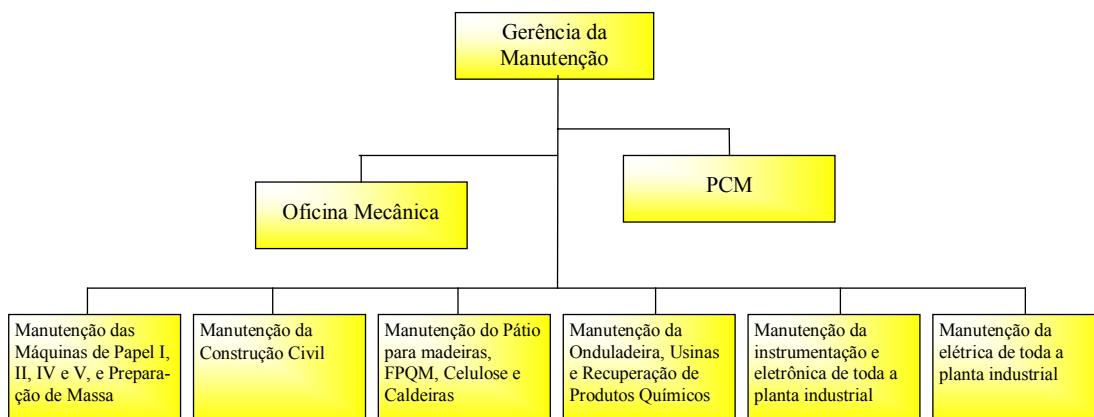 Gerência da
Manutenção
PCM
Oficina Mecânica
Manutenção das
Máquinas de Papel I,
II, IV e V, e Prepara-
ção de Massa
Manutenção da
Construção Civil
Manutenção do Pátio
para madeiras,
FPQM, Celulose e
Caldeiras
Manutenção da
Onduladeira, Usinas
e Recuperação de
Produtos Químicos
Manutenção da
instrumentação e
eletrônica de toda a
planta industrial
Manutenção da
elétrica de toda a
planta industrial